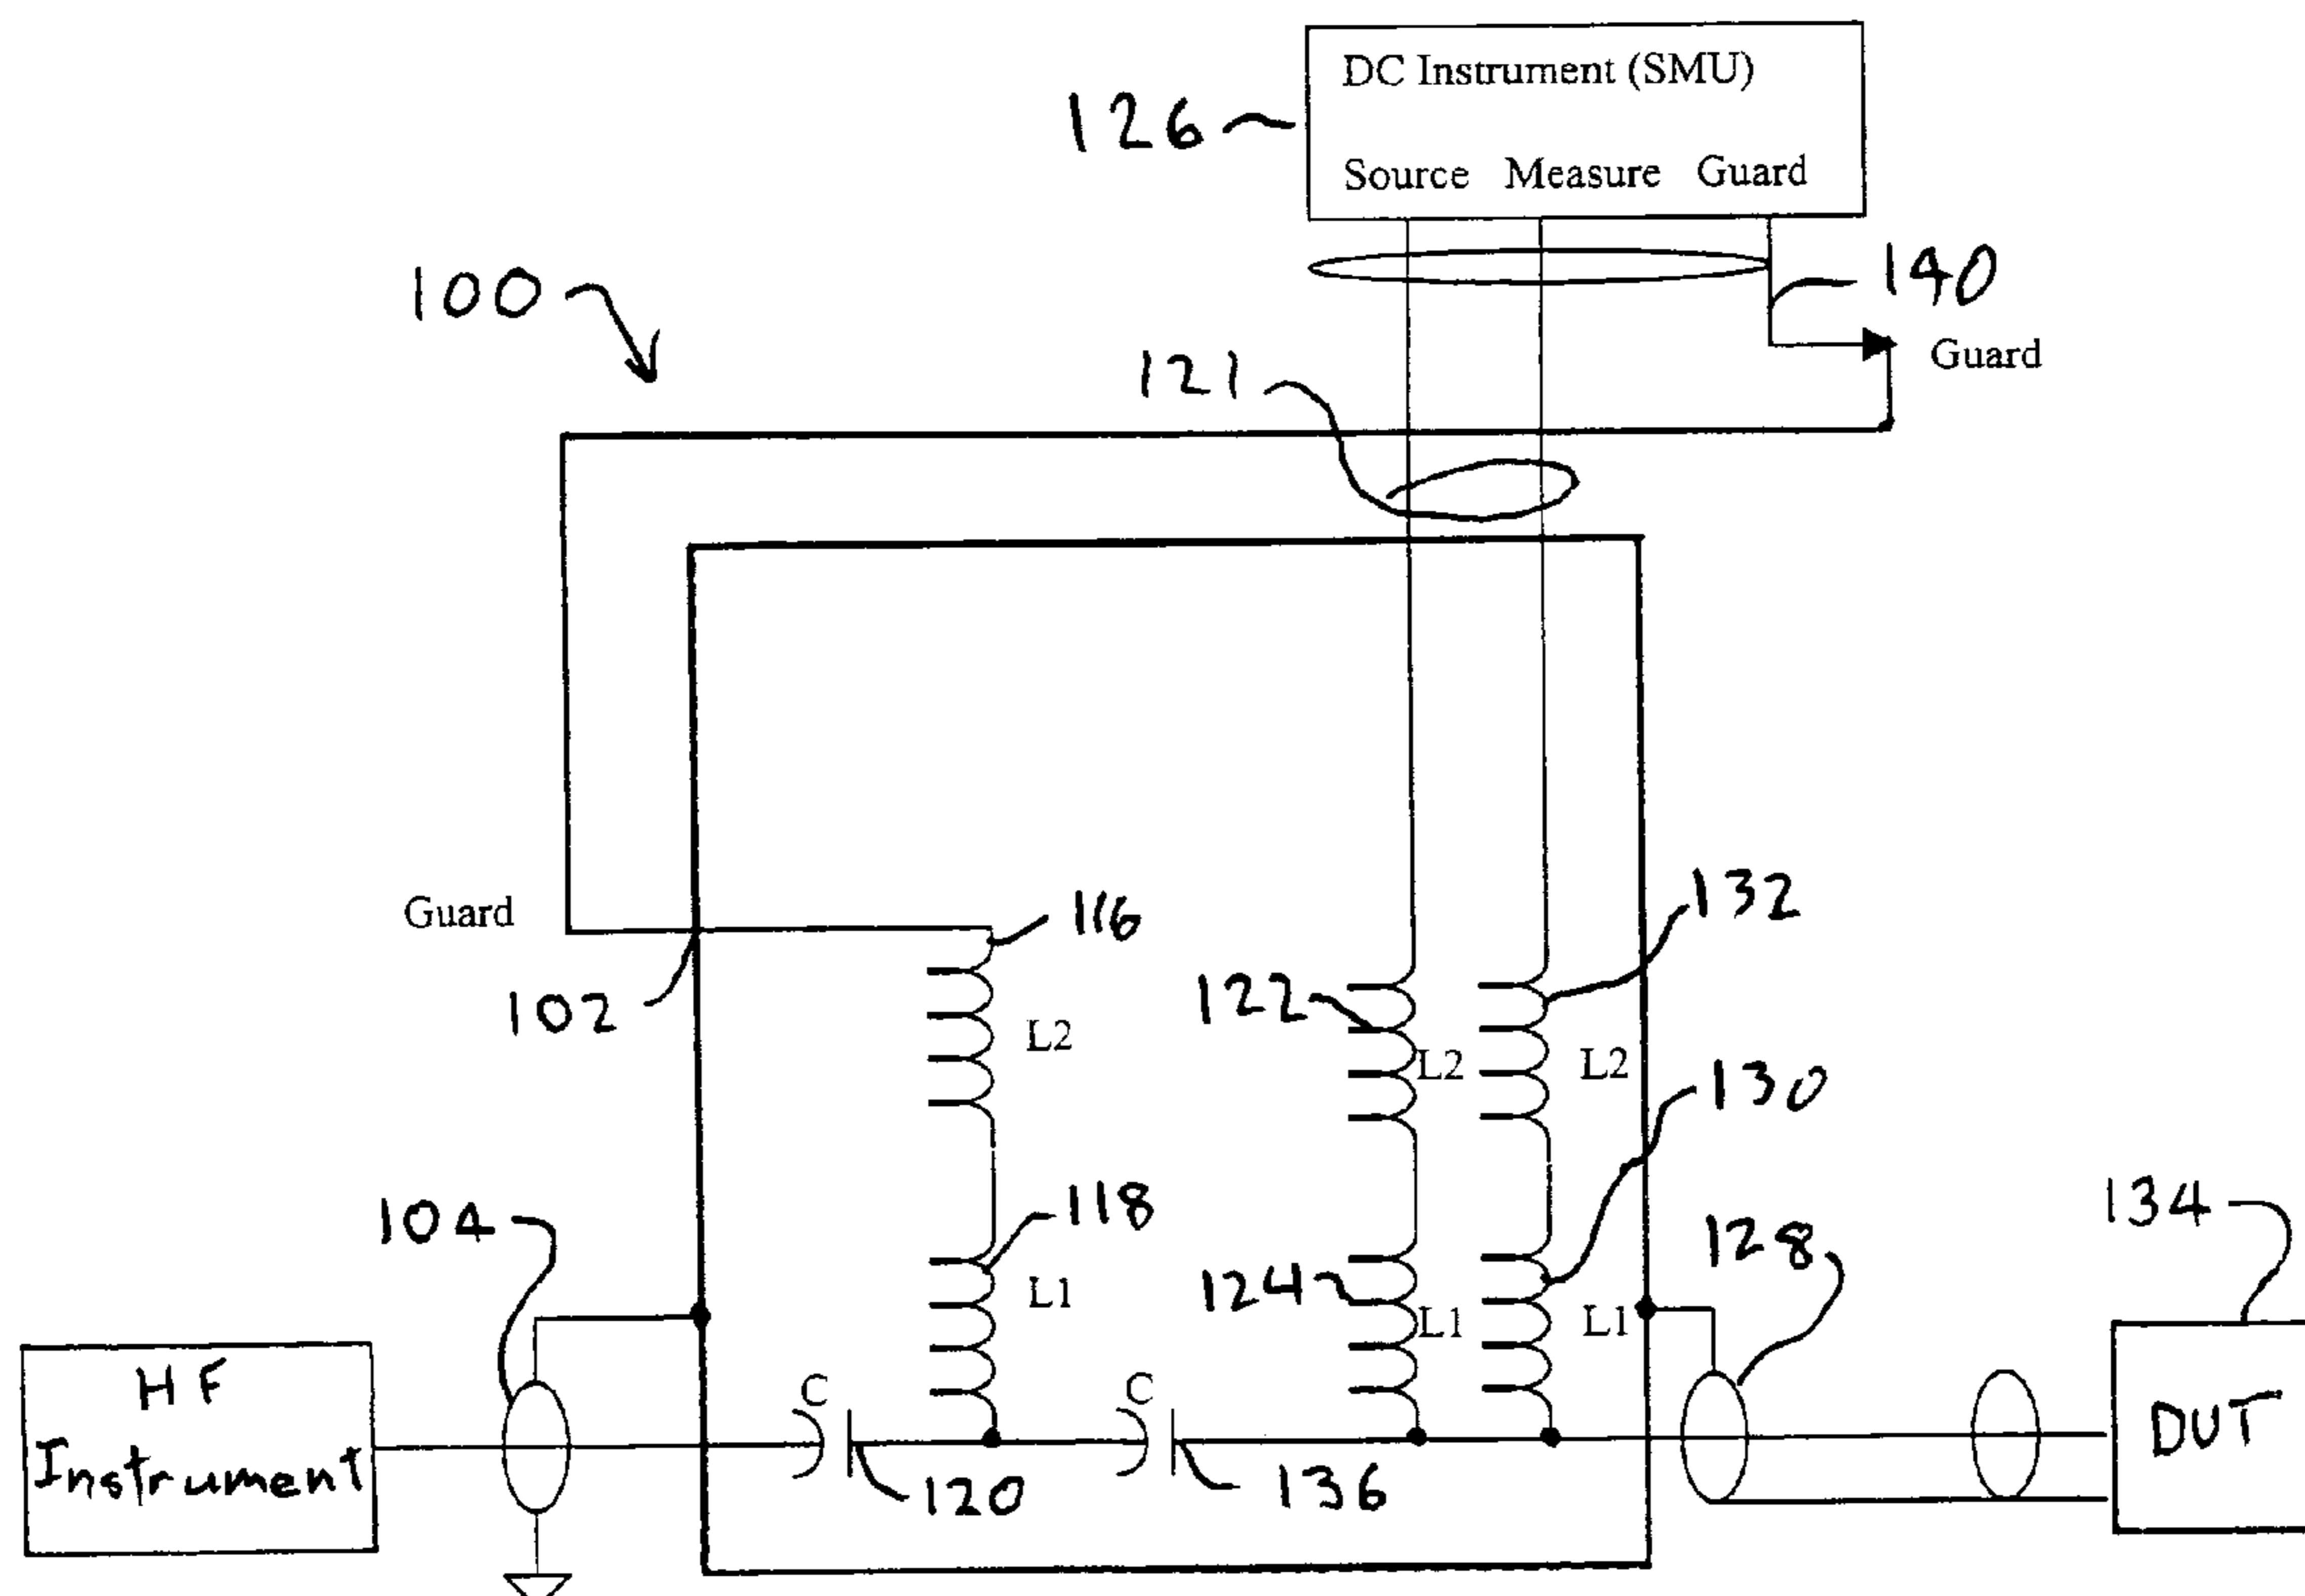 DC Instrument (SMU)
126
Source Measure Guard
100
140
Guard
121
Guard
116
132
102
122
L2
L2
L2
130
118
104
134
128
124
L1
L1
L1
HF
Instrument
C
C
DUT
120
136